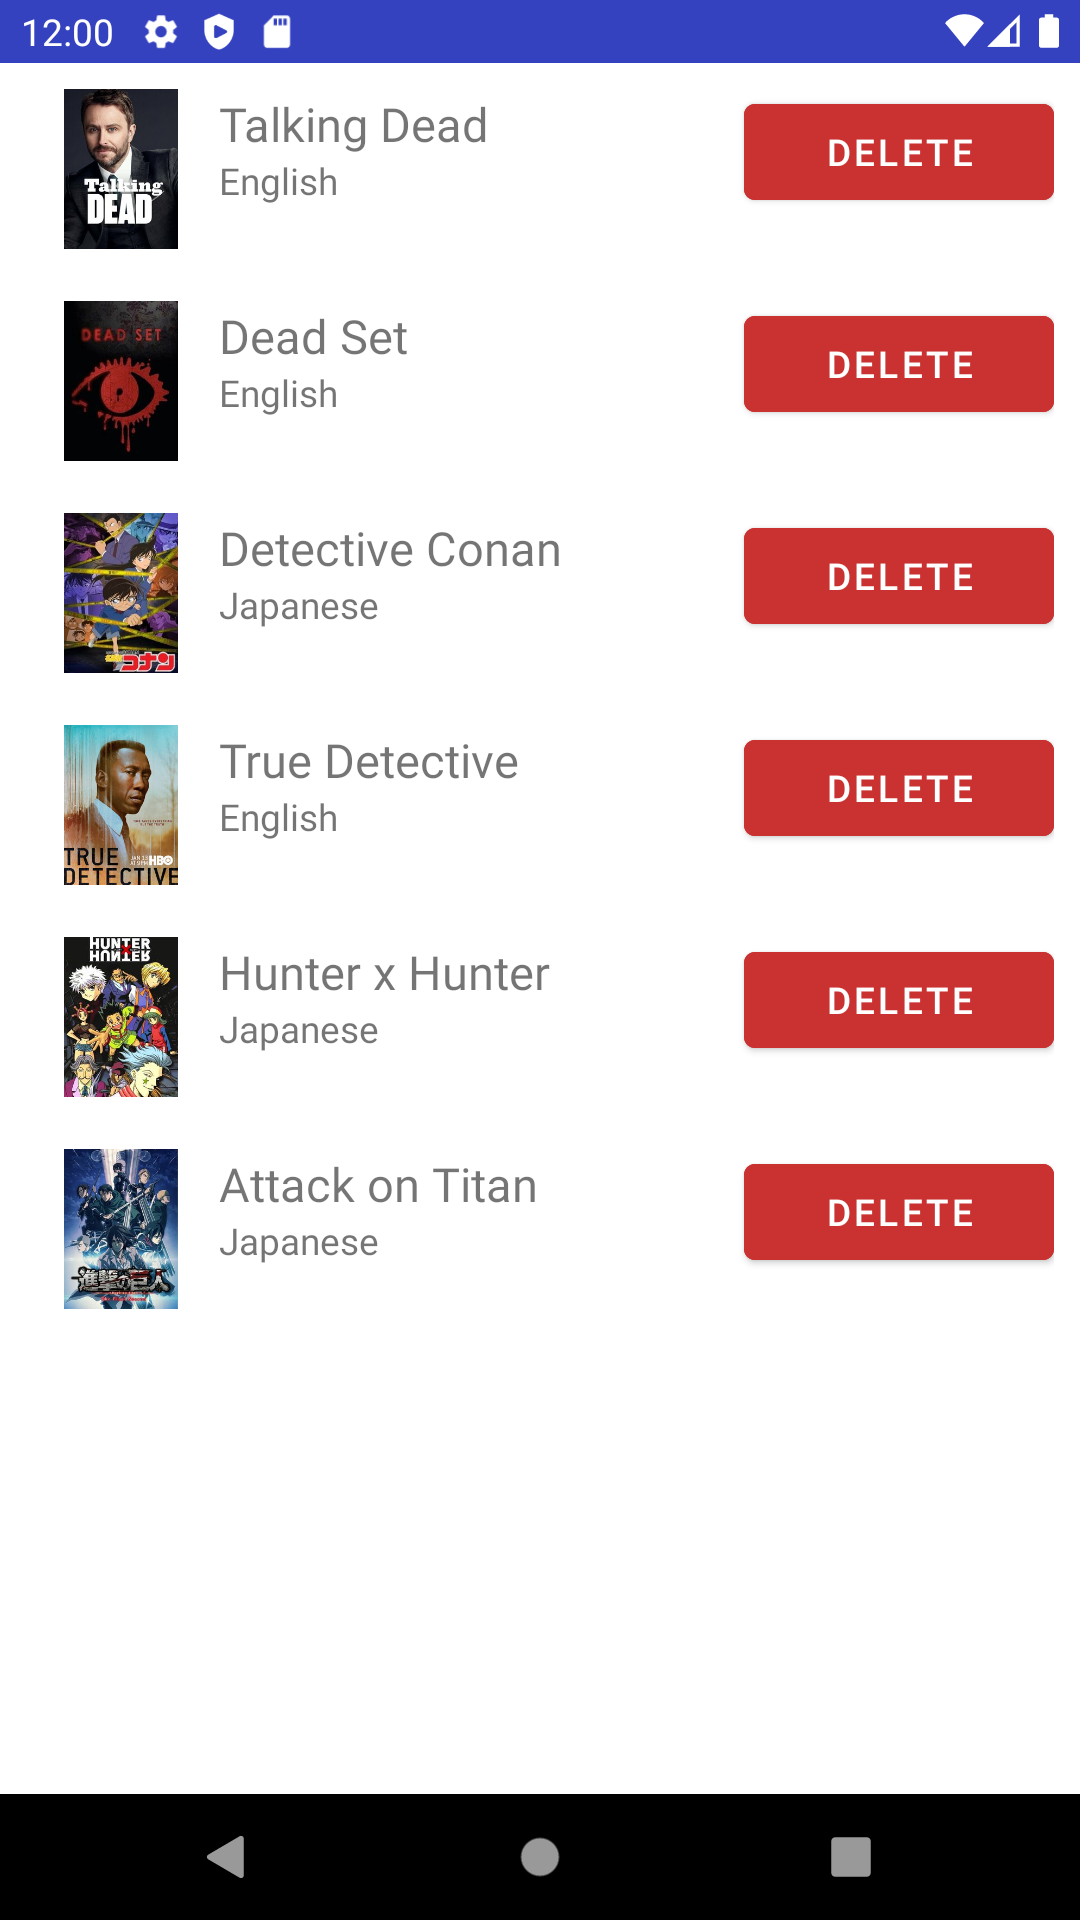 12:00
Talking Dead
English
DELETE
Talking
DEAD
Dead Set
English
DELETE
DEAD SET
Detective Conan
Japanese
DELETE
コナン
True Detective
English
DELETE
HBO
TRUE
DETECTIVE
Hunter x Hunter
Japanese
DELETE
HUNTER
HUNTER
Attack on Titan
Japanese
DELETE
進撃の巨人